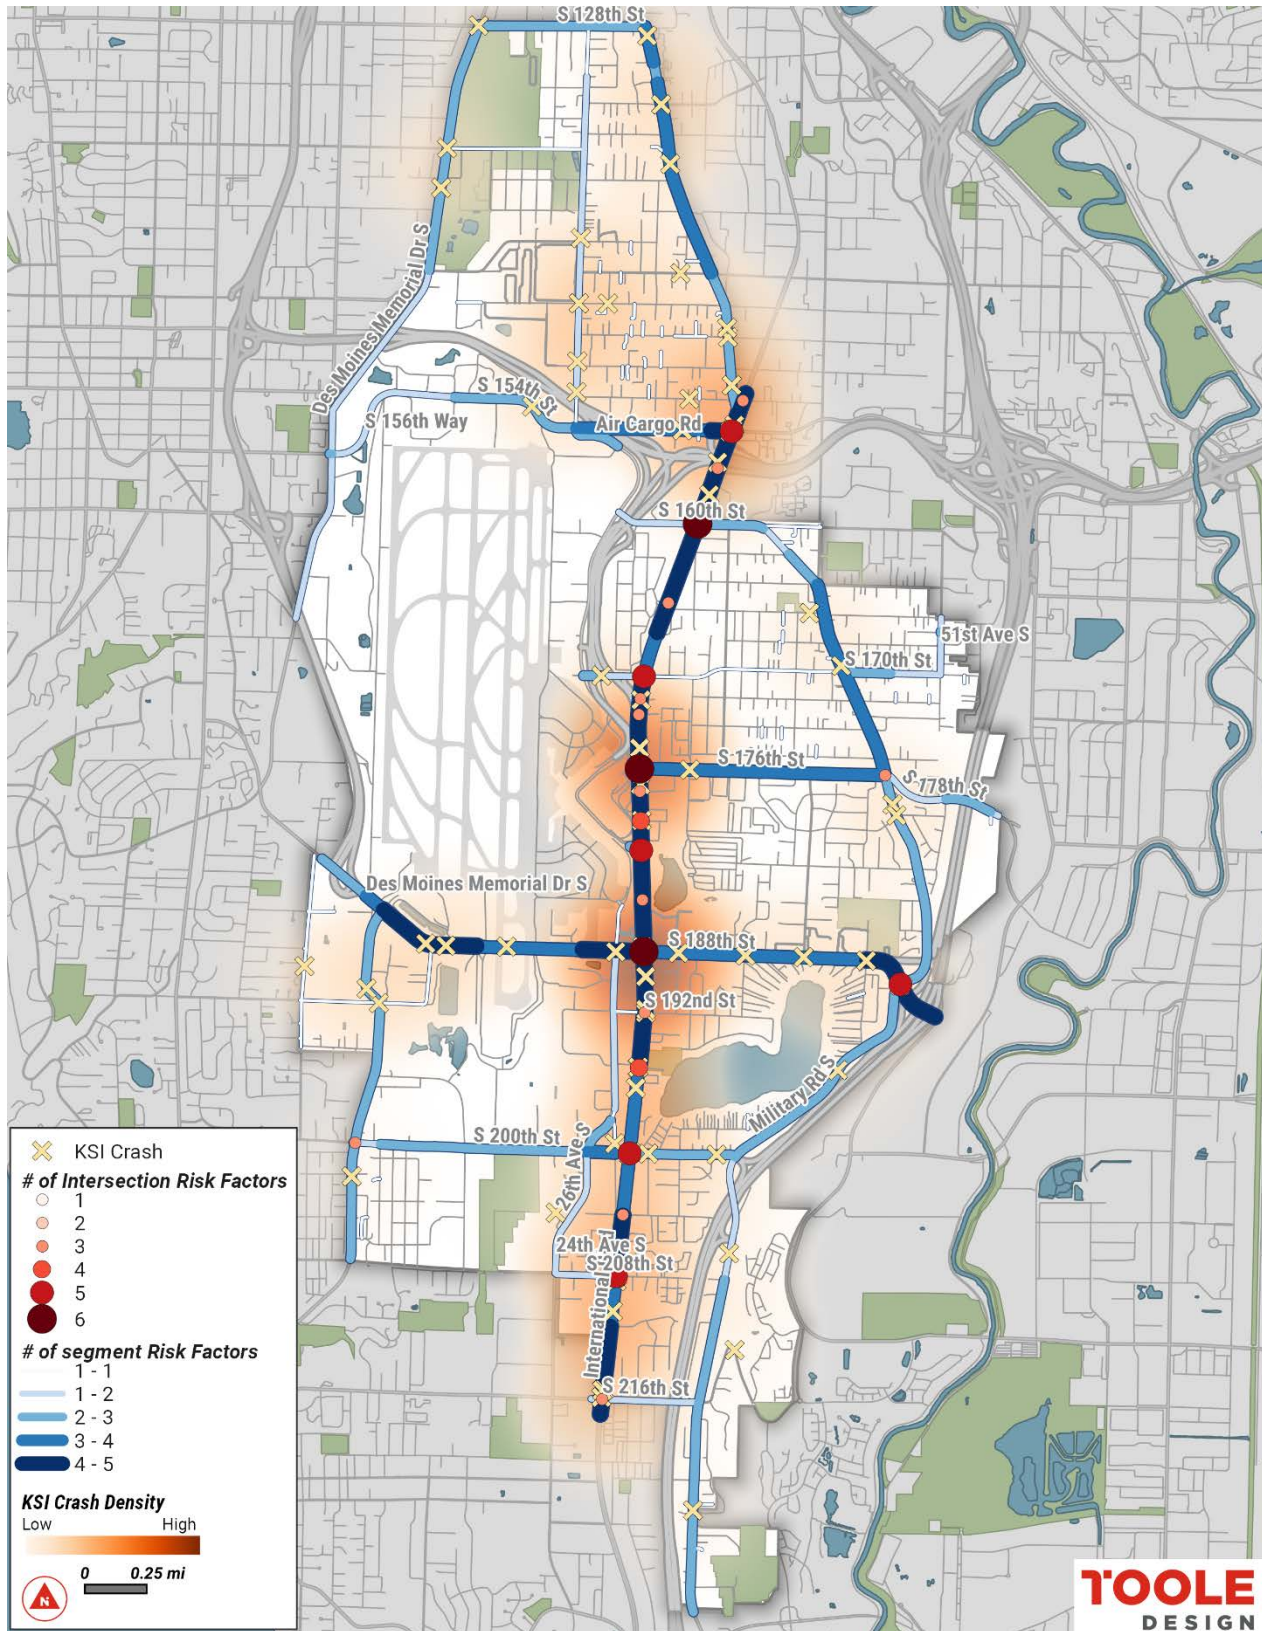 S 128th St
Des Moines Memorial Dr S
S 154th St
S 156th Way
Air Cargo Rd
S 160th St
51st Ave S
S 170th St
S 176th St
S 178th St
Des Moines Memorial Dr S
S 188th St
S 192nd St
Military Rd S
S 200th St
26th Ave S
24th Ave S
S 208th St
International
S 216th St
KSI Crash
# of Intersection Risk Factors
1
2
3
4
5
6
# of segment Risk Factors
1 - 1
1 - 2
2 - 3
3 - 4
4 - 5
KSI Crash Density
Low High
0 0.25 mi
N
TOOLE
DESIGN